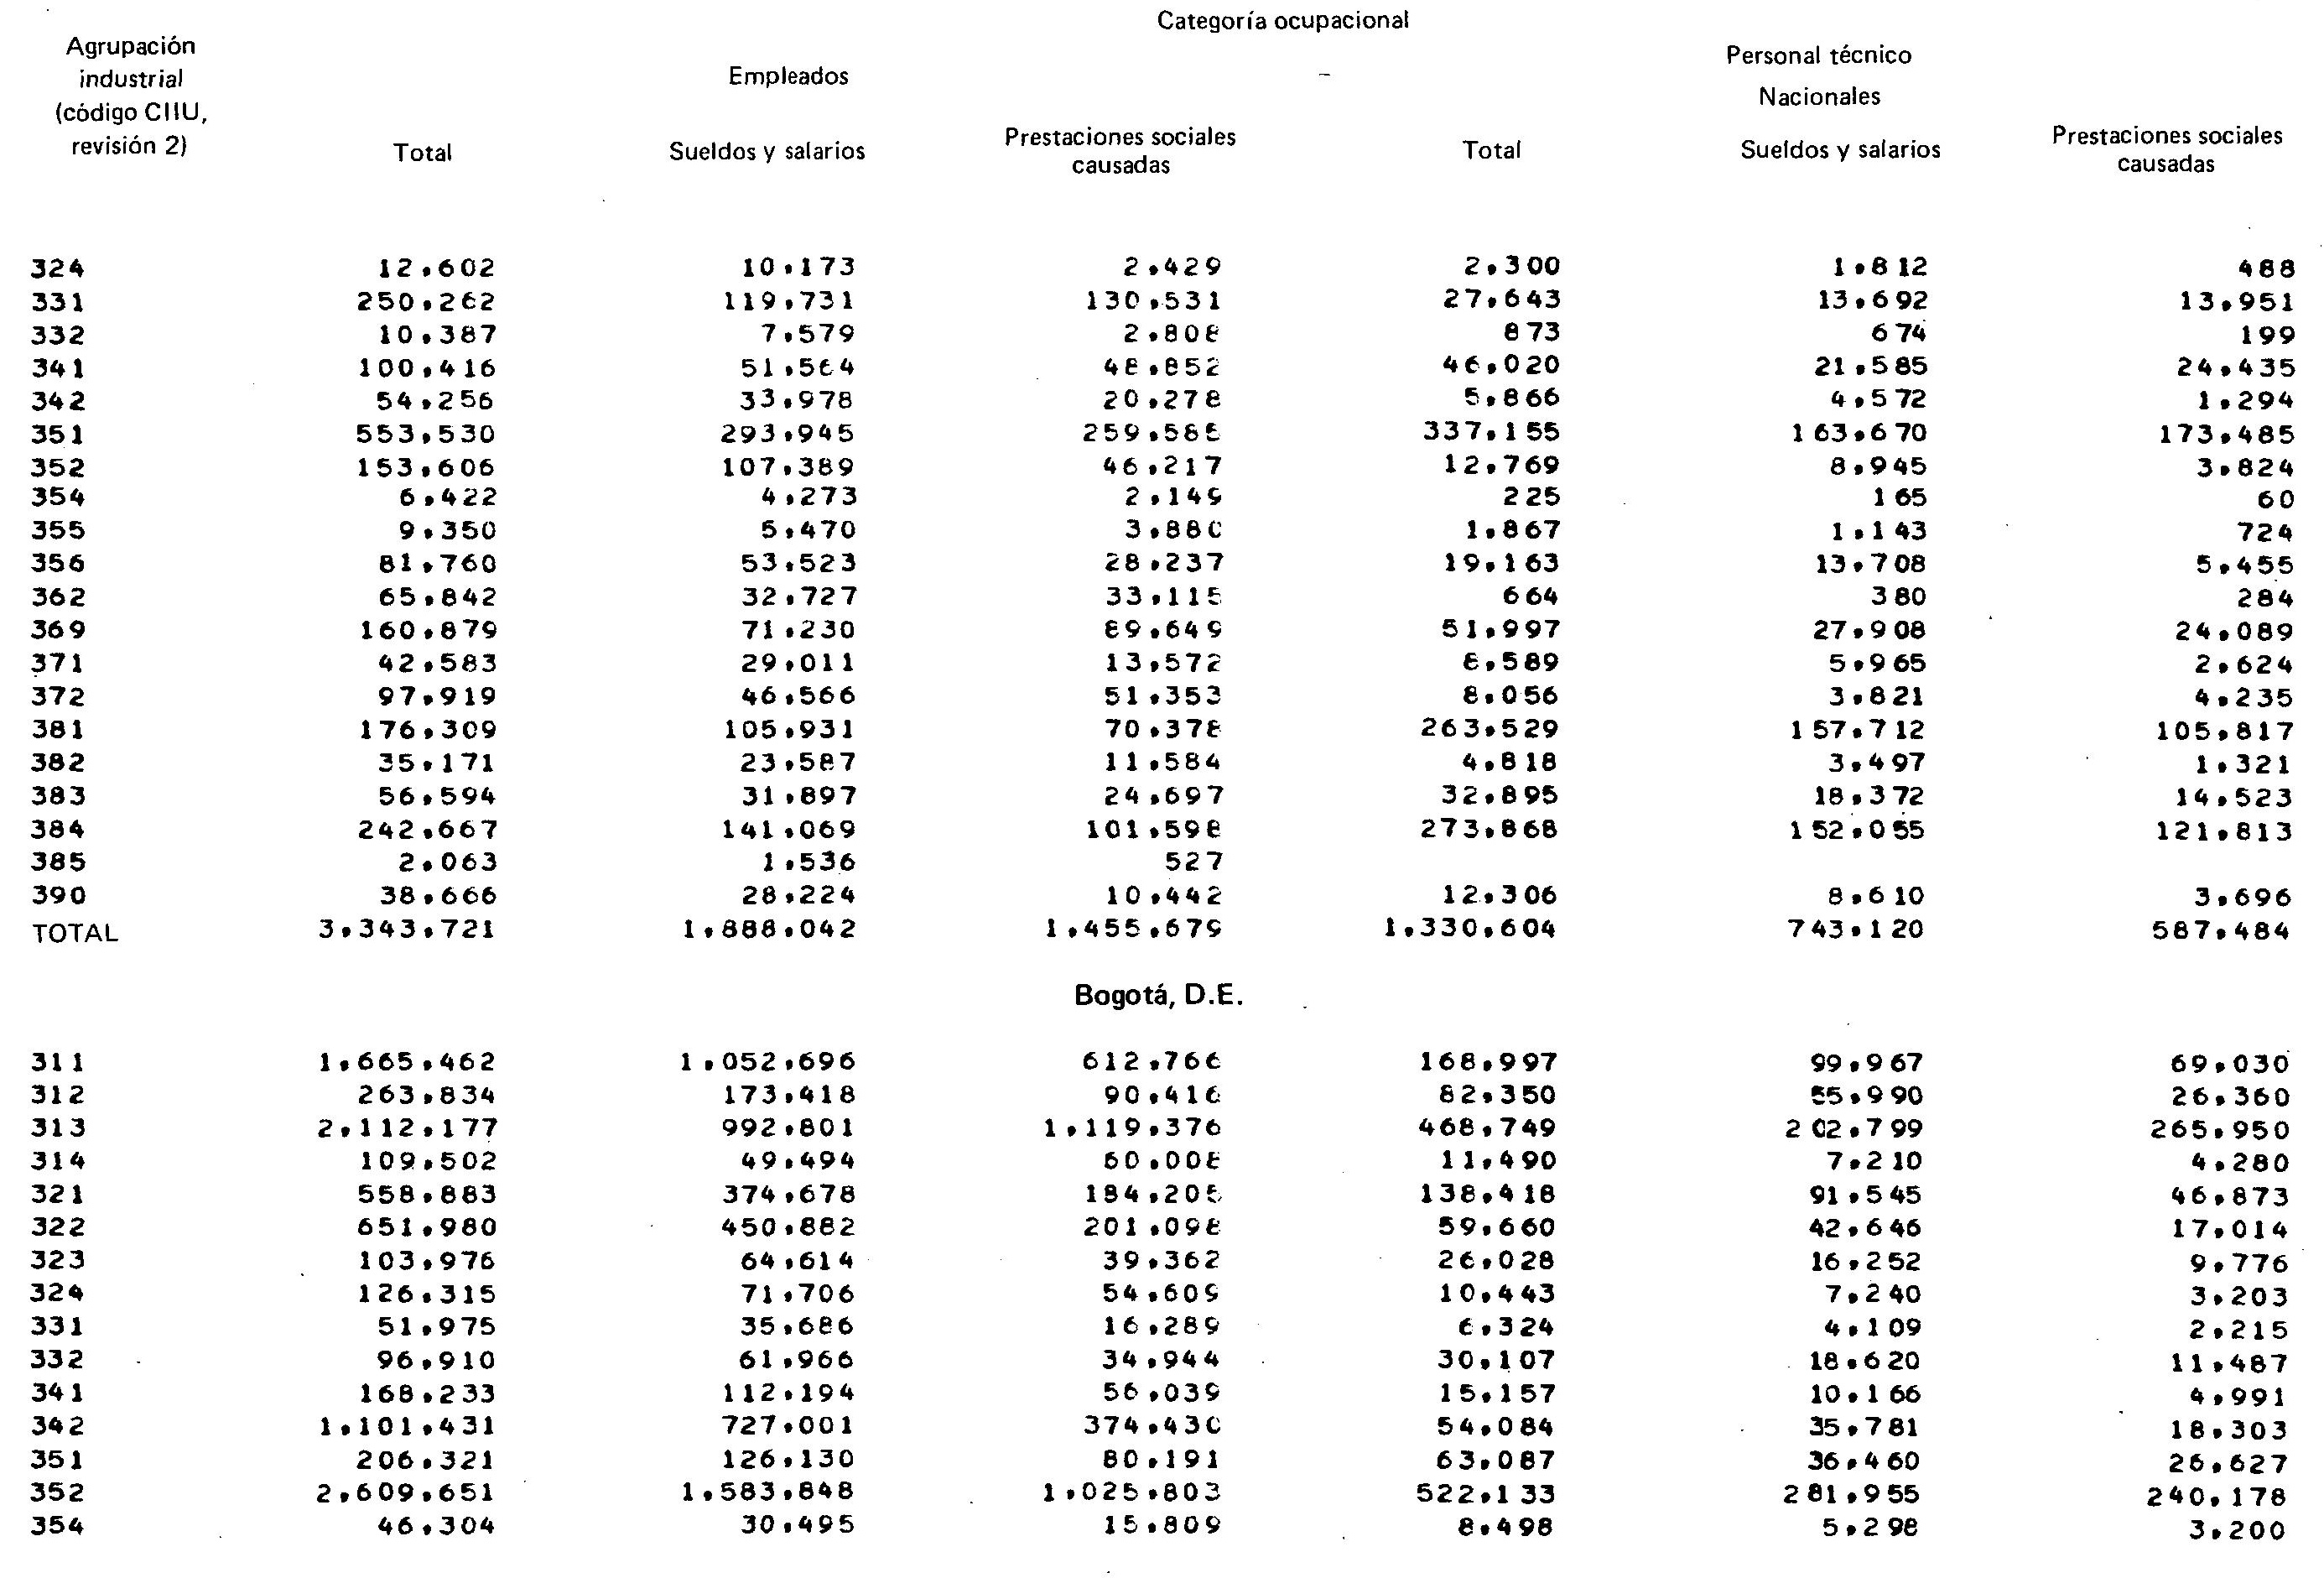 Categoría ocupacional
Agrupación industrial (código CIIU, revisión 2)
Empleados
Personal técnico
Nacionales
Total Sueldos y salarios Prestaciones sociales causadas Total Sueldos y salarios Prestaciones sociales causadas
324 12.602 10.173 2.429 2.300 1.812 488
331 250.262 119.731 130.531 27.643 13.692 13.951
332 10.387 7.579 2.808 873 674 199
341 100.416 51.564 48.852 46.020 21.585 24.435
342 54.256 33.978 20.278 5.866 4.572 1.294
351 553.530 293.945 259.585 337.155 163.670 173.485
352 153.606 107.389 46.217 12.769 8.945 3.824
354 6.422 4.273 2.149 225 165 60
355 9.350 5.470 3.880 1.867 1.143 724
356 81.760 53.523 28.237 19.163 13.708 5.455
362 65.842 32.727 33.115 664 380 284
369 160.879 71.230 89.649 51.997 27.908 24.089
371 42.583 29.011 13.572 8.589 5.965 2.624
372 97.919 46.566 51.353 8.056 3.821 4.235
381 176.309 105.931 70.378 263.529 157.712 105.817
382 35.171 23.587 11.584 4.818 3.497 1.321
383 56.594 31.897 24.697 32.895 18.372 14.523
384 242.667 141.069 101.598 273.868 152.055 121.813
385 2.063 1.536 527
390 38.666 28.224 10.442 12.306 8.610 3.696
TOTAL 3.343.721 1.888.042 1.455.679 1.330.604 743.120 587.484
Bogotá, D.E.
311 1.665.462 1.052.696 612.766 168.997 99.967 69.030
312 263.834 173.418 90.416 82.350 55.990 26.360
313 2.112.177 992.801 1.119.376 468.749 202.799 265.950
314 109.502 49.494 60.008 11.490 7.210 4.280
321 558.883 374.678 184.205 138.418 91.545 46.873
322 651.980 450.882 201.098 59.660 42.646 17.014
323 103.976 64.614 39.362 26.028 16.252 9.776
324 126.315 71.706 54.609 10.443 7.240 3.203
331 51.975 35.686 16.289 6.324 4.109 2.215
332 96.910 61.966 34.944 30.107 18.620 11.487
341 168.233 112.194 56.039 15.157 10.166 4.991
342 1.101.431 727.001 374.430 54.084 35.781 18.303
351 206.321 126.130 80.191 63.087 36.460 26.627
352 2.609.651 1.583.848 1.025.803 522.133 281.955 240.178
354 46.304 30.495 15.809 8.498 5.298 3.200